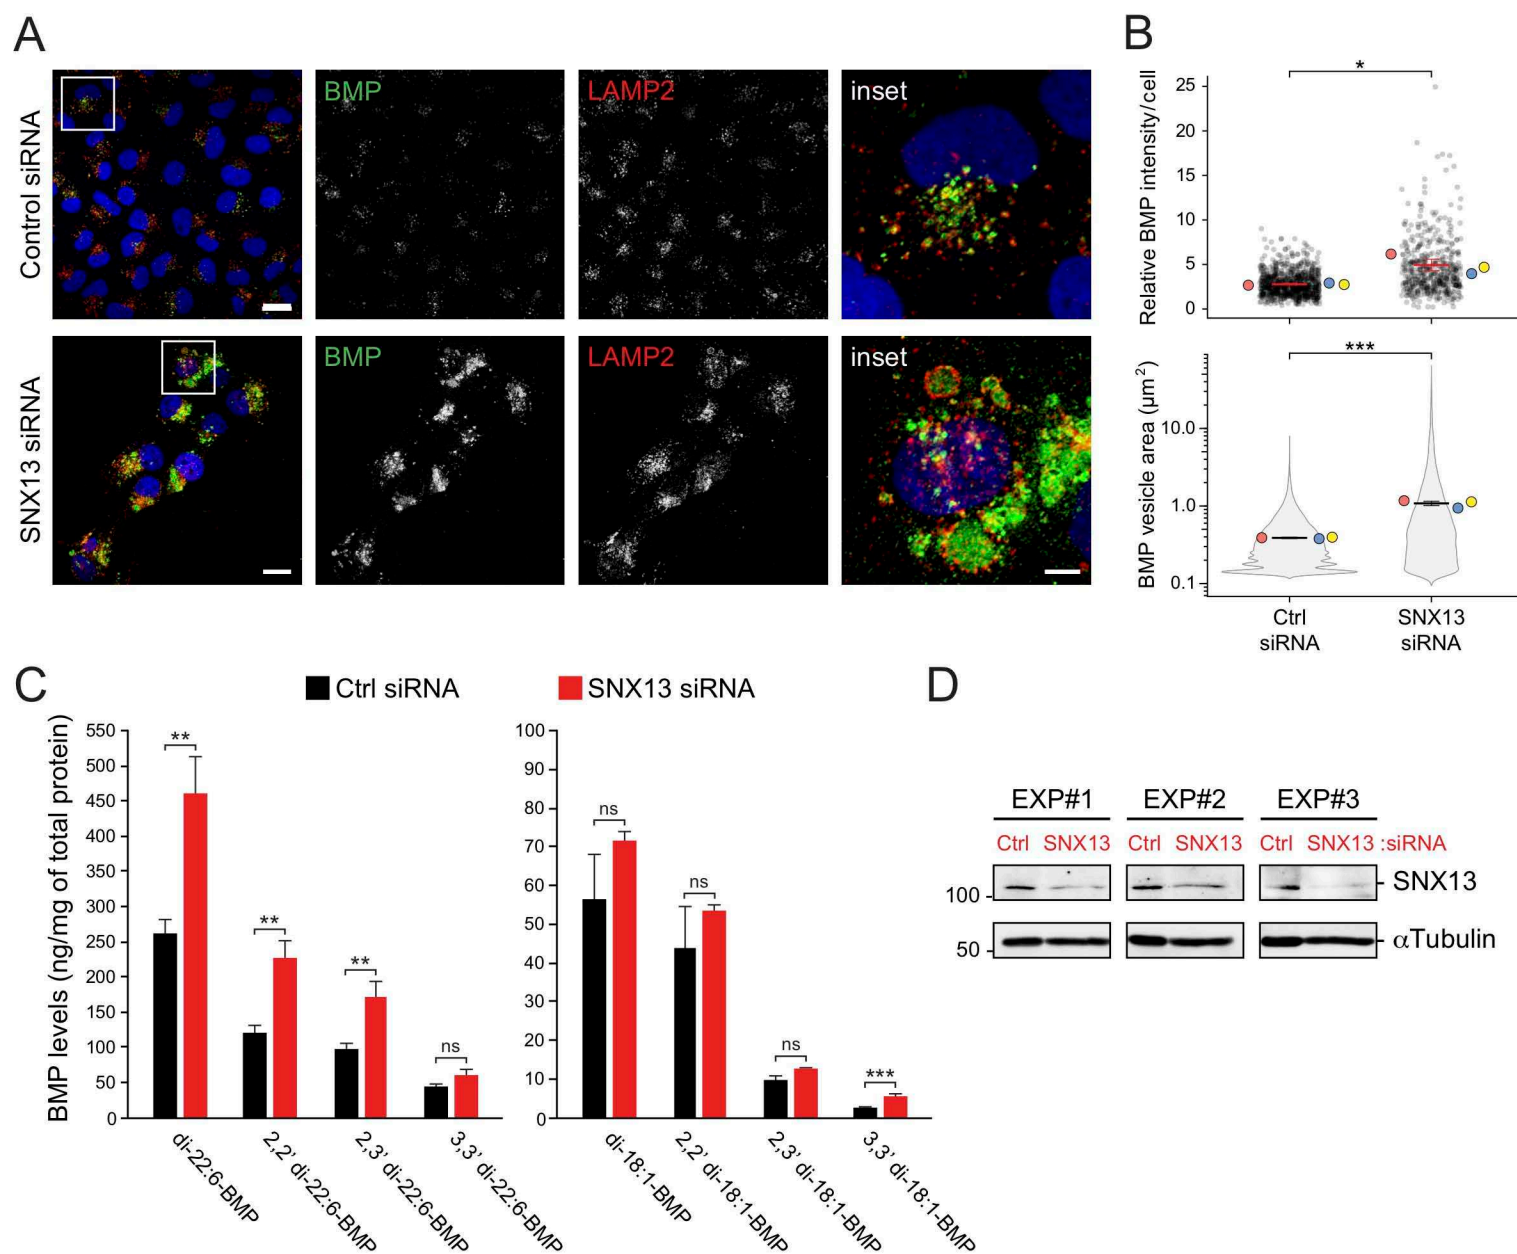 A
Control siRNA
BMP
LAMP2
inset
SNX13 siRNA
BMP
LAMP2
inset
B
*
Relative BMP intensity/cell
25
20
15
10
5
0
***
BMP vesicle area (µm²)
10.0
1.0
0.1
Ctrl
siRNA
SNX13
siRNA
C
Ctrl siRNA
SNX13 siRNA
BMP levels (ng/mg of total protein)
550
500
450
400
350
300
250
200
150
100
50
0
**
**
**
ns
di-22:6-BMP
2,2' di-22:6-BMP
2,3' di-22:6-BMP
3,3' di-22:6-BMP
100
90
80
70
60
50
40
30
20
10
0
ns
ns
ns
***
di-18:1-BMP
2,2' di-18:1-BMP
2,3' di-18:1-BMP
3,3' di-18:1-BMP
D
EXP#1 EXP#2 EXP#3
Ctrl SNX13 Ctrl SNX13 Ctrl SNX13 :siRNA
100
SNX13
50
αTubulin